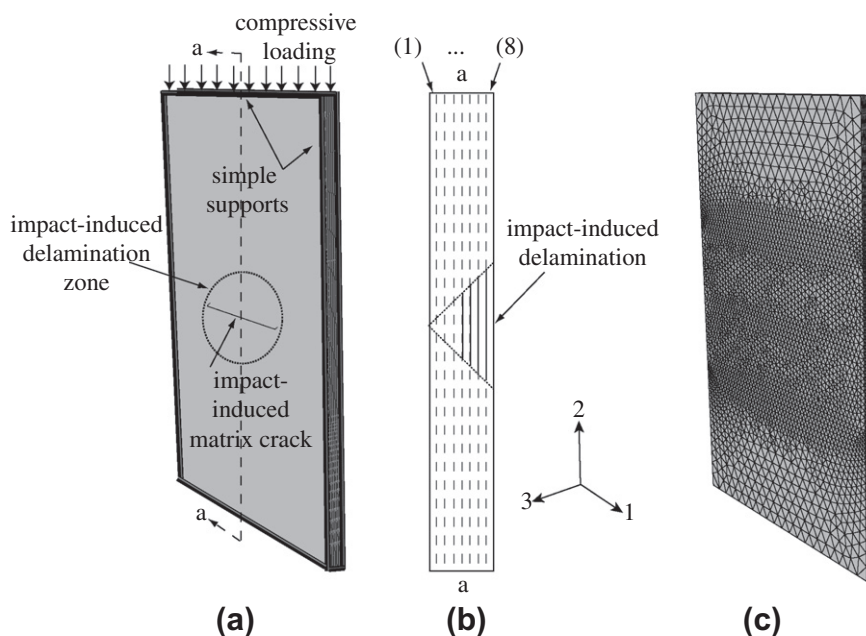 compressive
loading
a
simple
supports
impact-induced
delamination
zone
impact-
induced
matrix crack
a
(1) ... (8)
a
impact-induced
delamination
a
2
3
1
(a)
(b)
(c)